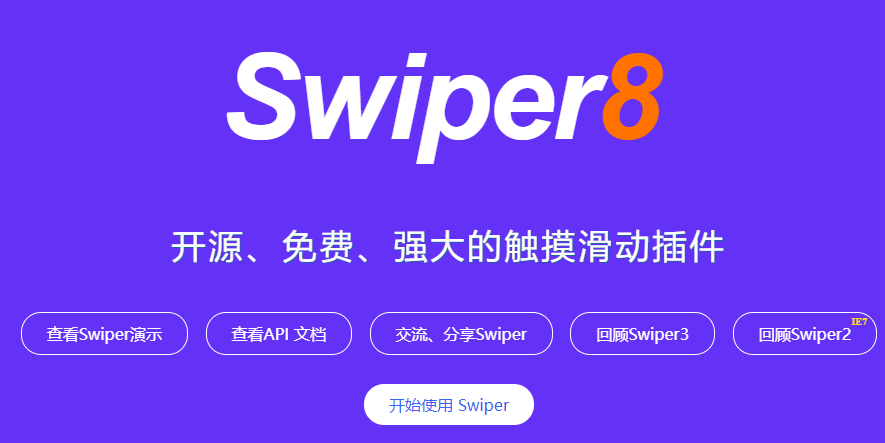 Swiper8
开源、免费、强大的触摸滑动插件
查看Swiper演示
查看API 文档
交流、分享Swiper
回顾Swiper3
回顾Swiper2
IE7
开始使用 Swiper